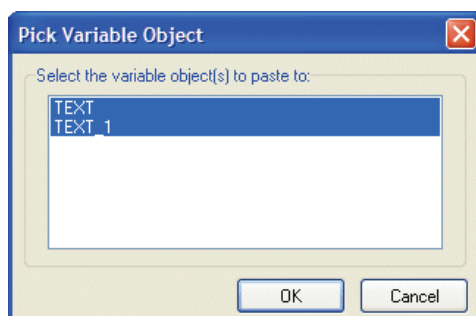 Pick Variable Object
Select the variable object(s) to paste to:
TEXT
TEXT_1
OK
Cancel